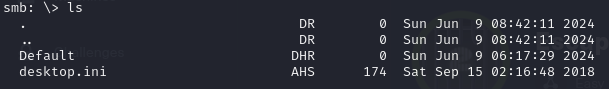 smb: \> ls
  .                                  DR        0  Sun Jun  9 08:42:11 2024
  ..                                 DR        0  Sun Jun  9 08:42:11 2024
  Default                           DHR        0  Sun Jun  9 06:17:29 2024
  desktop.ini                       AHS      174  Sat Sep 15 02:16:48 2018